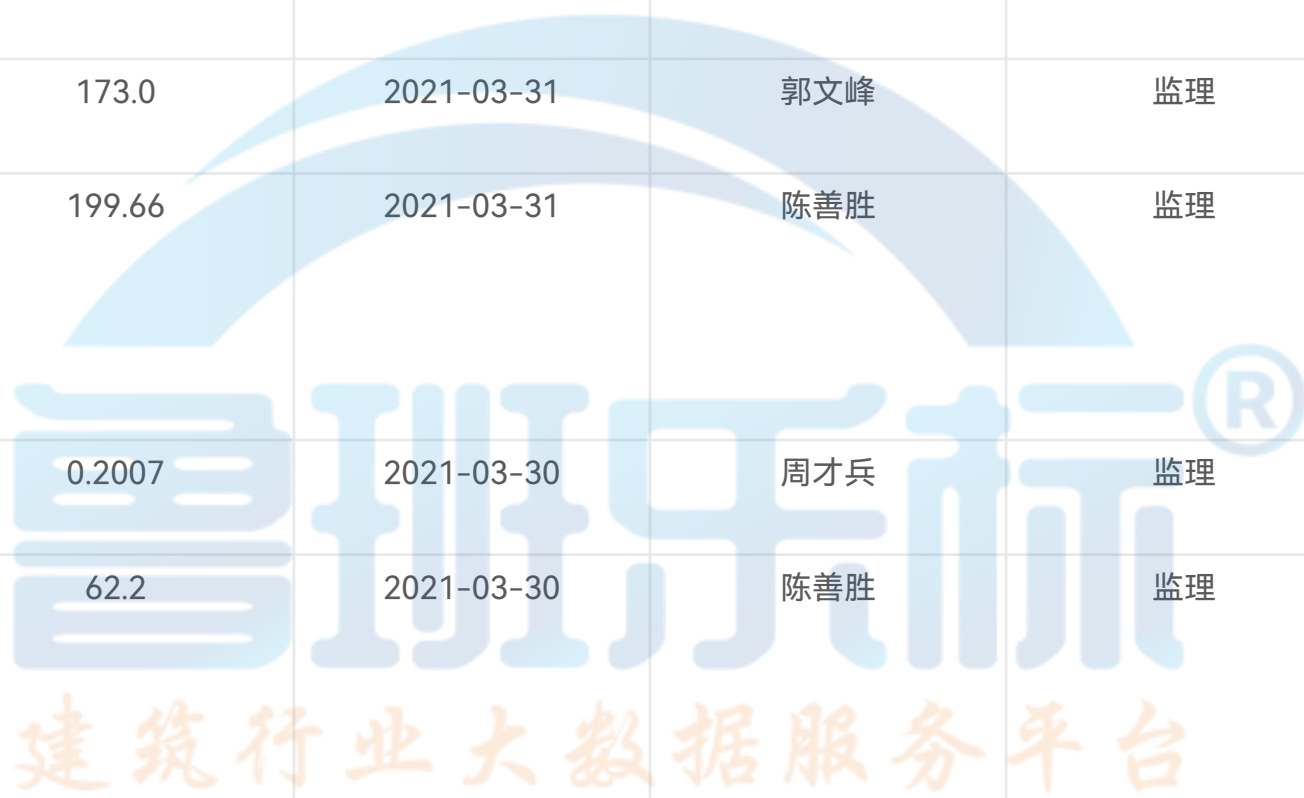 173.0 2021-03-31 郭文峰 监理
199.66 2021-03-31 陈善胜 监理
鲁班乐标®
0.2007 2021-03-30 周才兵 监理
62.2 2021-03-30 陈善胜 监理
建筑行业大数据服务平台